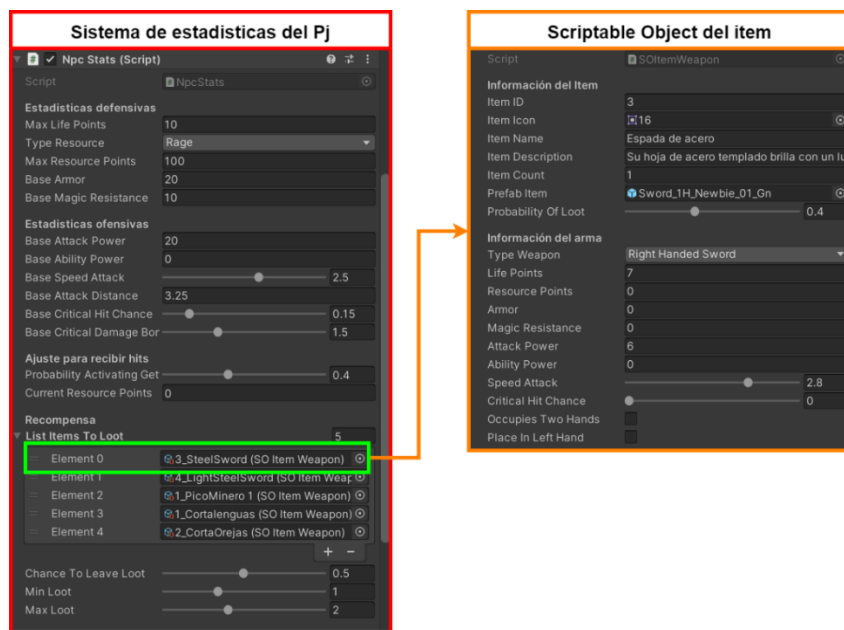 Sistema de estadisticas del Pj
Npc Stats (Script)
Script NpcStats
Estadisticas defensivas
Max Life Points 10
Type Resource Rage
Max Resource Points 100
Base Armor 20
Base Magic Resistance 10
Estadisticas ofensivas
Base Attack Power 20
Base Ability Power 0
Base Speed Attack 2.5
Base Attack Distance 3.25
Base Critical Hit Chance 0.15
Base Critical Damage Bor 1.5
Ajuste para recibir hits
Probability Activating Get 0.4
Current Resource Points 0
Recompensa
List Items To Loot 5
Element 0 3_SteelSword (SO Item Weapon)
Element 1 4_LightSteelSword (SO Item Weap
Element 2 1_PicoMinero 1 (SO Item Weapon)
Element 3 1_Cortalenguas (SO Item Weapon)
Element 4 2_CortaOrejas (SO Item Weapon)
+ −
Chance To Leave Loot 0.5
Min Loot 1
Max Loot 2
Scriptable Object del item
Script SOItemWeapon
Información del Item
Item ID 3
Item Icon 16
Item Name Espada de acero
Item Description Su hoja de acero templado brilla con un lu
Item Count 1
Prefab Item Sword_1H_Newbie_01_Gn
Probability Of Loot 0.4
Información del arma
Type Weapon Right Handed Sword
Life Points 7
Resource Points 0
Armor 0
Magic Resistance 0
Attack Power 6
Ability Power 0
Speed Attack 2.8
Critical Hit Chance 0
Occupies Two Hands
Place In Left Hand